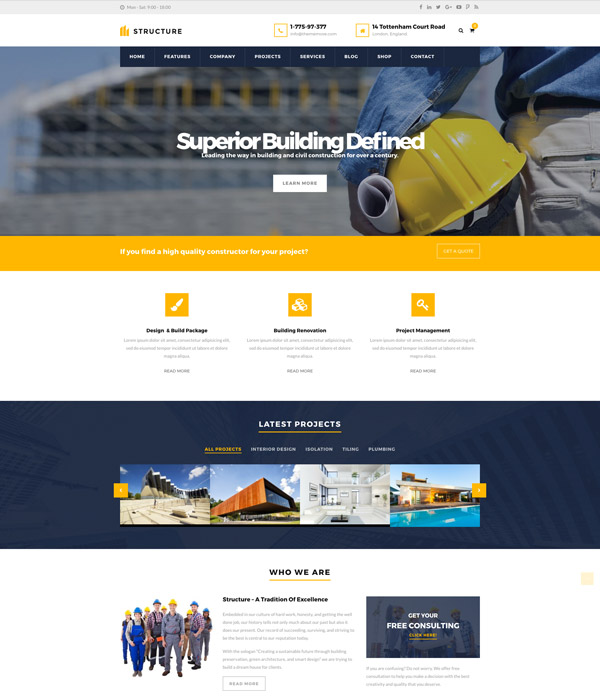 Mon - Sat: 9:00 - 18:00
STRUCTURE
1-775-97-377
info@themenose.com
14 Tottenham Court Road
London, England
0
HOME FEATURES COMPANY PROJECTS SERVICES BLOG SHOP CONTACT
Superior Building Defined
Leading the way in building and civil construction for over a century.
LEARN MORE
If you find a high quality constructor for your project?
GET A QUOTE
Design & Build Package
Lorem ipsum dolor sit amet, consectetur adipiscing elit,
sed do eiusmod tempor incididunt ut labore et dolore
magna aliqua.
READ MORE
Building Renovation
Lorem ipsum dolor sit amet, consectetur adipiscing elit,
sed do eiusmod tempor incididunt ut labore et dolore
magna aliqua.
READ MORE
Project Management
Lorem ipsum dolor sit amet, consectetur adipiscing elit,
sed do eiusmod tempor incididunt ut labore et dolore
magna aliqua.
READ MORE
LATEST PROJECTS
ALL PROJECTS INTERIOR DESIGN ISOLATION TILING PLUMBING
WHO WE ARE
Structure - A Tradition Of Excellence
Embedded in our culture of hard work, honesty, and getting the well
done job, our history tells not only much about our past but also it
does our present. Our record of succeeding, surviving, and striving to
be the best is central to our reputation today.
With the slogan "Creating a sustainable future through building
preservation, green architecture, and smart design" we are trying to
build a dream house for clients.
READ MORE
GET YOUR
FREE CONSULTING
CLICK HERE!
If you are confusing? Do not worry. We offer free
consultation to help you make a decision with the best
creativity and quality that you deserve.